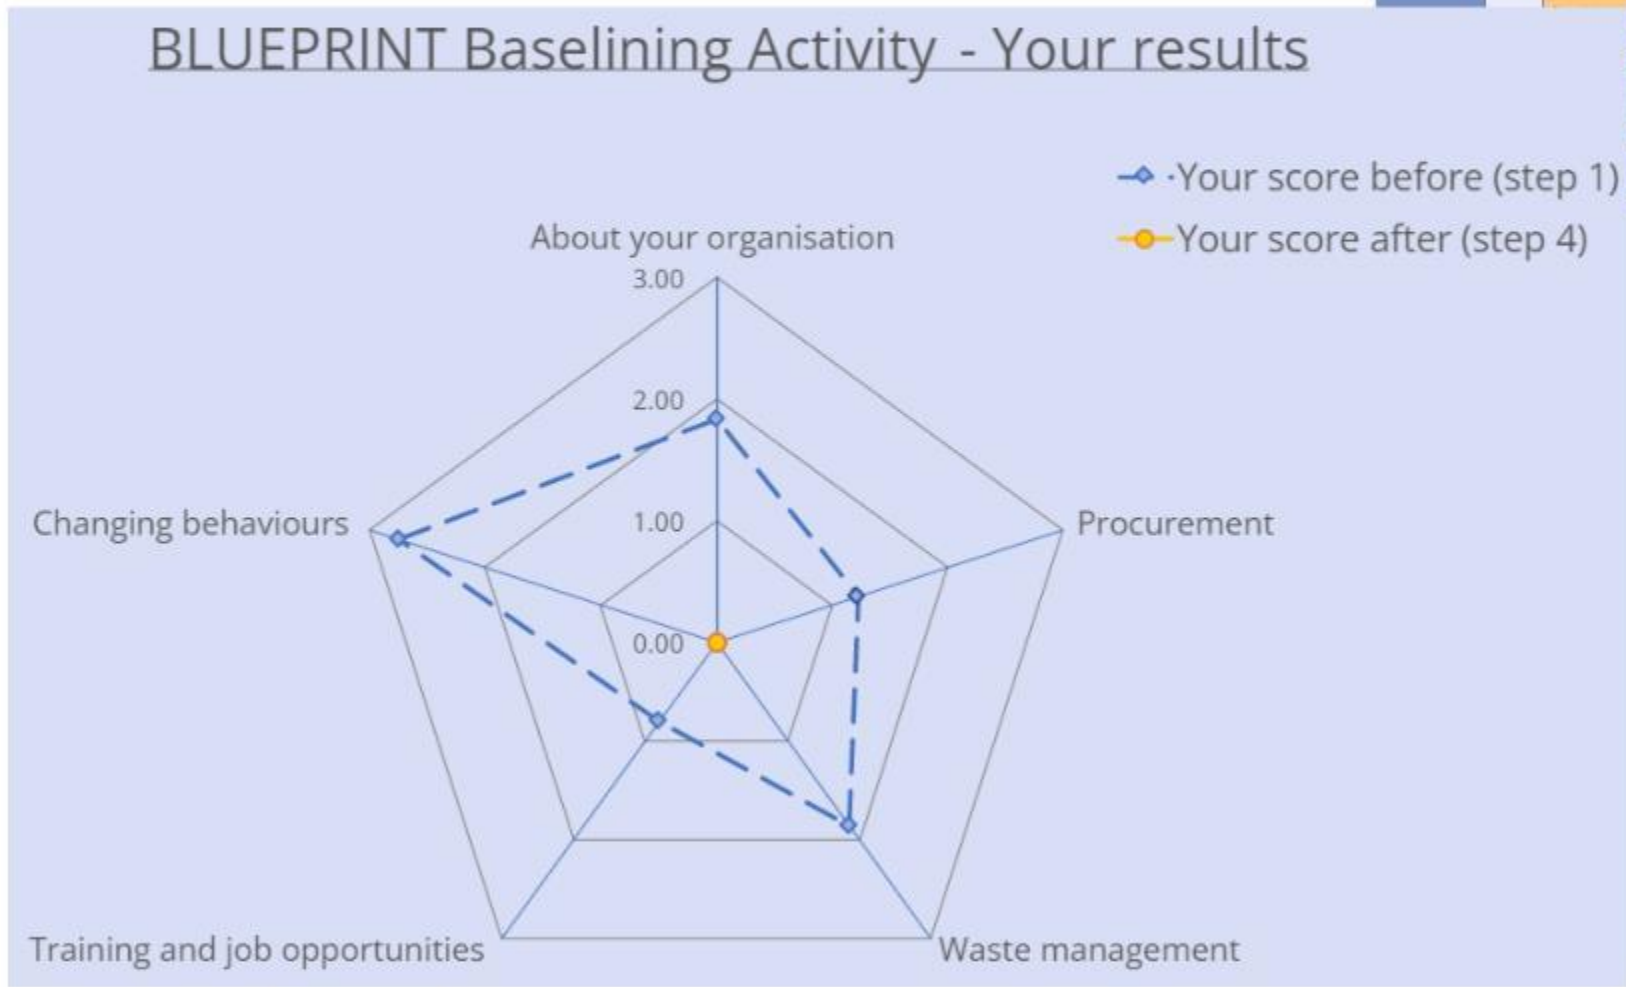 BLUEPRINT Baselining Activity - Your results
Your score before (step 1)
Your score after (step 4)
About your organisation
3.00
2.00
1.00
0.00
Changing behaviours
Procurement
Training and job opportunities
Waste management